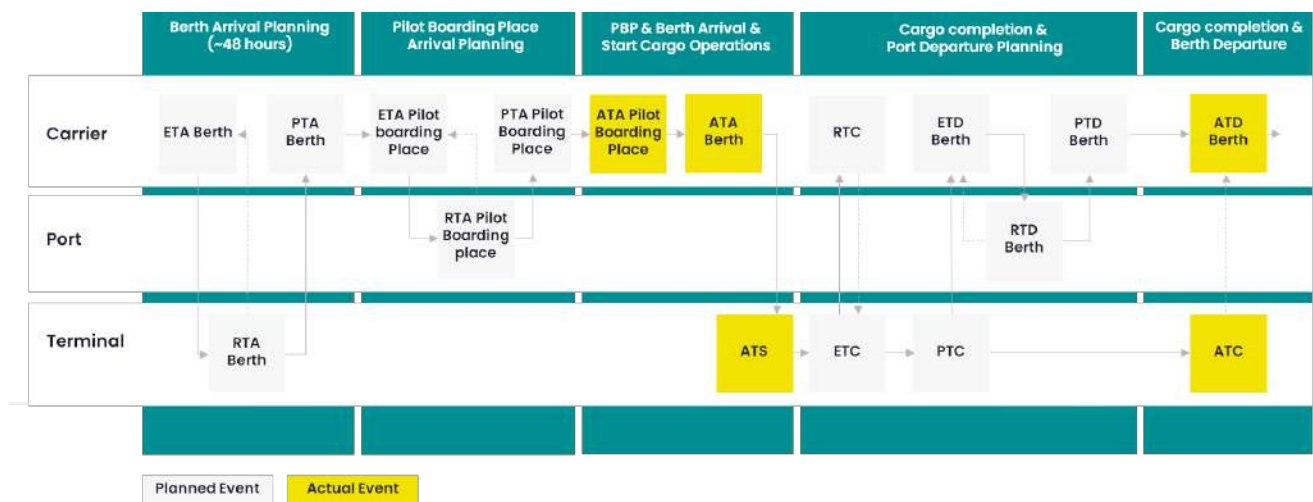 Berth Arrival Planning
(~48 hours)
Pilot Boarding Place
Arrival Planning
PBP & Berth Arrival &
Start Cargo Operations
Cargo completion &
Port Departure Planning
Cargo completion &
Berth Departure
Carrier
ETA Berth
PTA
Berth
ETA Pilot
boarding
Place
PTA Pilot
Boarding
Place
ATA Pilot
Boarding
Place
ATA
Berth
RTC
ETD
Berth
PTD
Berth
ATD
Berth
Port
RTA Pilot
Boarding
place
RTD
Berth
Terminal
RTA
Berth
ATS
ETC
PTC
ATC
Planned Event
Actual Event